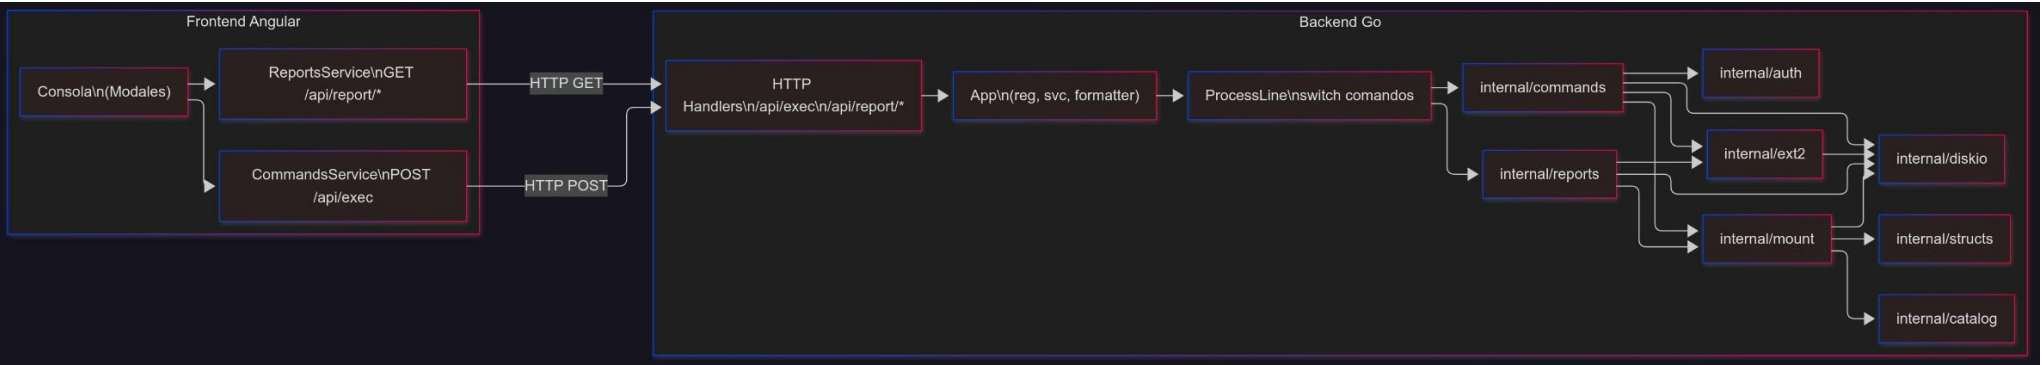 Frontend Angular
Consola\n(Modales)
ReportsService\nGET
/api/report/*
CommandsService\nPOST
/api/exec
HTTP GET
HTTP POST
Backend Go
HTTP
Handlers\n/api/exec\n/api/report/*
App\n(reg, svc, formatter)
ProcessLine\nswitch comandos
internal/commands
internal/reports
internal/auth
internal/ext2
internal/mount
internal/diskio
internal/structs
internal/catalog